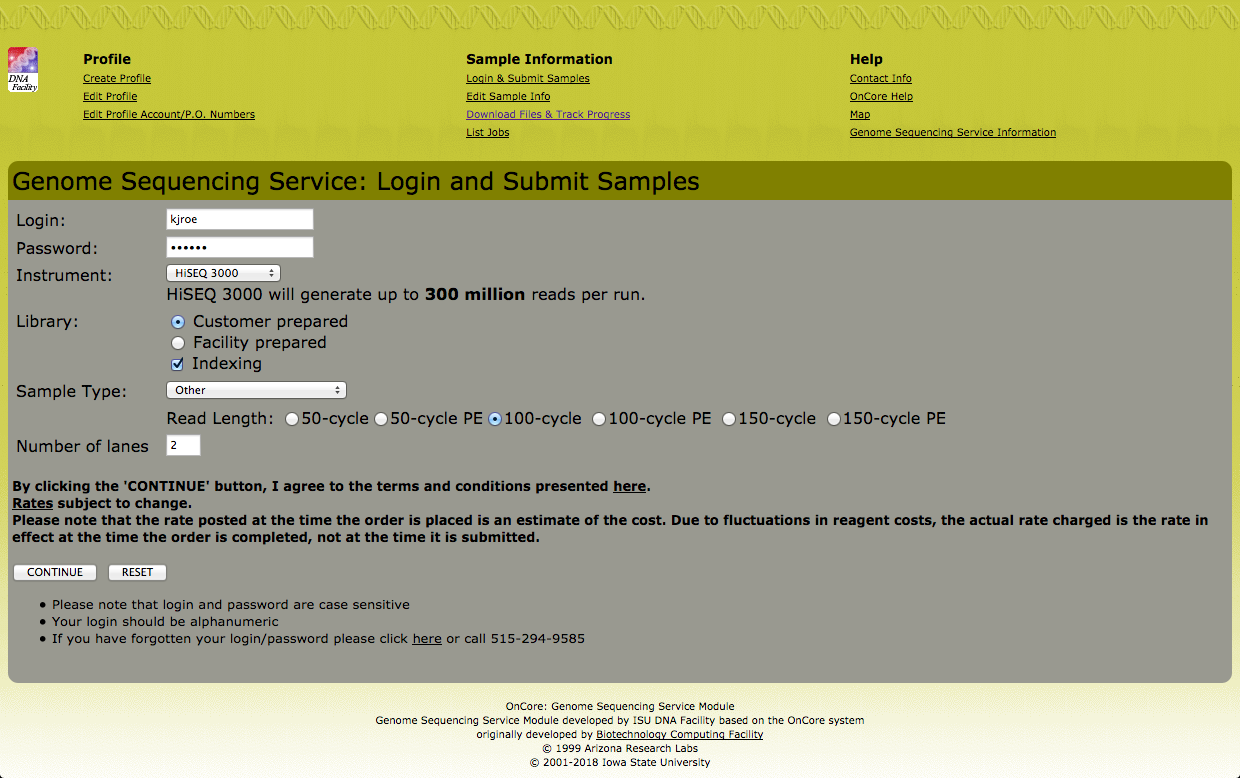 DNA
Facility
Profile
Create Profile
Edit Profile
Edit Profile Account/P.O. Numbers
Sample Information
Login & Submit Samples
Edit Sample Info
Download Files & Track Progress
List Jobs
Help
Contact Info
OnCore Help
Map
Genome Sequencing Service Information
Genome Sequencing Service: Login and Submit Samples
Login: kjroe
Password: ••••••
Instrument: HiSEQ 3000
HiSEQ 3000 will generate up to 300 million reads per run.
Library: Customer prepared
Facility prepared
Indexing
Sample Type: Other
Read Length: 50-cycle 50-cycle PE 100-cycle 100-cycle PE 150-cycle 150-cycle PE
Number of lanes 2
By clicking the 'CONTINUE' button, I agree to the terms and conditions presented here.
Rates subject to change.
Please note that the rate posted at the time the order is placed is an estimate of the cost. Due to fluctuations in reagent costs, the actual rate charged is the rate in
effect at the time the order is completed, not at the time it is submitted.
CONTINUE RESET
• Please note that login and password are case sensitive
• Your login should be alphanumeric
• If you have forgotten your login/password please click here or call 515-294-9585
OnCore: Genome Sequencing Service Module
Genome Sequencing Service Module developed by ISU DNA Facility based on the OnCore system
originally developed by Biotechnology Computing Facility
© 1999 Arizona Research Labs
© 2001-2018 Iowa State University